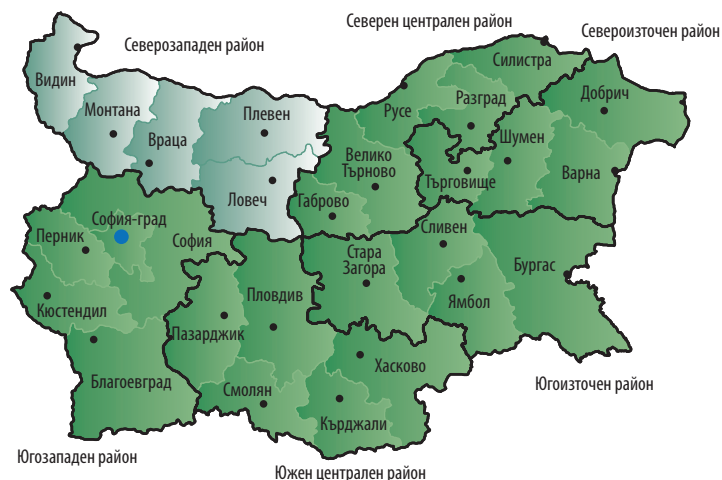 Северен централен район
Североизточен район
Северозападен район
Силистра
Видин
Добрич
Монтана
Плевен
Русе
Разград
Враца
Шумен
Велико
Търново
Търговище
Варна
Ловеч
Габрово
София-град
Перник
София
Сливен
Стара
Загора
Бургас
Кюстендил
Пловдив
Ямбол
Пазарджик
Хасково
Благоевград
Смолян
Югоизточен район
Кърджали
Югозападен район
Южен централен район